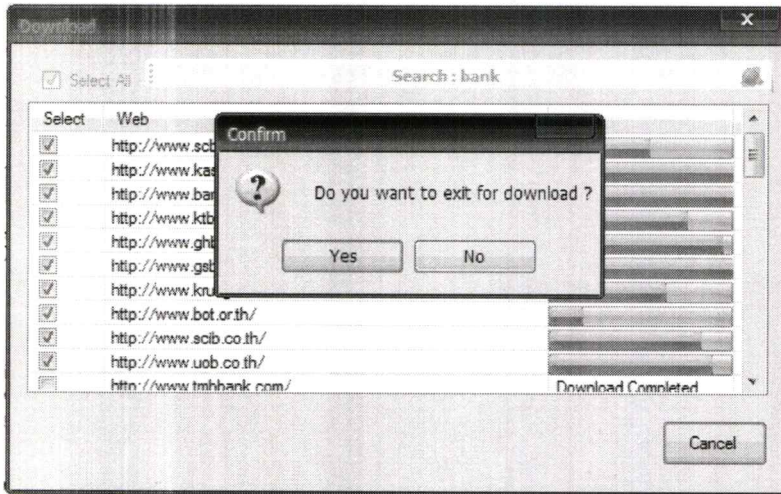 Download
X
Select All
Search : bank
Select Web
http://www.scb
http://www.kas
http://www.bar
http://www.ktb
http://www.ghb
http://www.gsb
http://www.krung
http://www.bot.or.th/
http://www.scib.co.th/
http://www.uob.co.th/
http://www.tmbbank.com/ Download Completed
Confirm
?
Do you want to exit for download ?
Yes No
Cancel